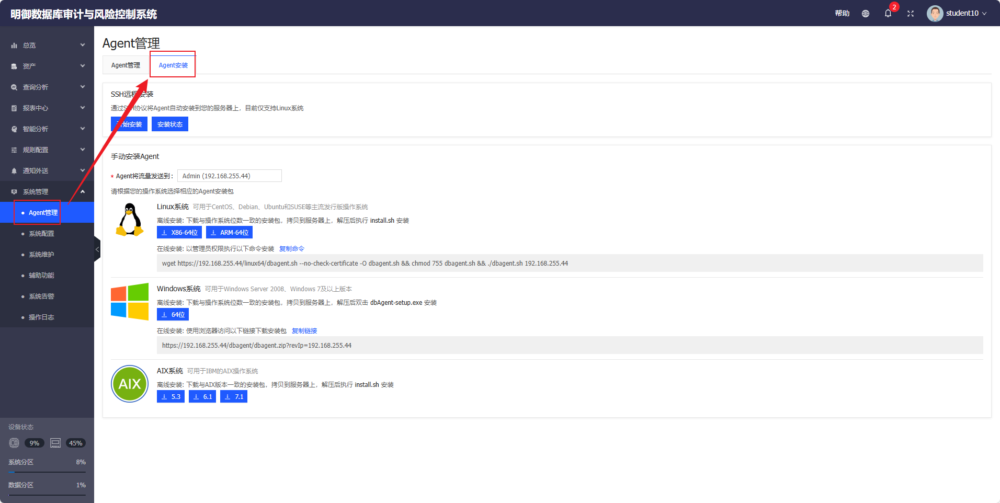 明御数据库审计与风险控制系统
帮助
2
student10
总览
资产
查询分析
报表中心
智能分析
规则配置
通知外送
系统管理
Agent管理
系统配置
系统维护
辅助功能
系统告警
操作日志
设备状态
9%
45%
系统分区 8%
数据分区 1%
Agent管理
Agent管理 Agent安装
SSH远程安装
通过SSH协议将Agent自动安装到您的服务器上，目前仅支持Linux系统
开始安装 安装状态
手动安装Agent
* Agent将流量发送到： Admin (192.168.255.44)
请根据您的操作系统选择相应的Agent安装包
Linux系统 可用于CentOS、Debian、Ubuntu和SUSE等主流发行版操作系统
离线安装: 下载与操作系统位数一致的安装包，拷贝到服务器上，解压后执行 install.sh 安装
X86-64位 ARM-64位
在线安装: 以管理员权限执行以下命令安装 复制命令
wget https://192.168.255.44/linux64/dbagent.sh --no-check-certificate -O dbagent.sh && chmod 755 dbagent.sh && ./dbagent.sh 192.168.255.44
Windows系统 可用于Windows Server 2008、Windows 7及以上版本
离线安装: 下载与操作系统位数一致的安装包，拷贝到服务器上，解压后双击 dbAgent-setup.exe 安装
64位
在线安装: 使用浏览器访问以下链接下载安装包 复制链接
https://192.168.255.44/dbagent/dbagent.zip?revIp=192.168.255.44
AIX
AIX系统 可用于IBM的AIX操作系统
离线安装: 下载与AIX版本一致的安装包，拷贝到服务器上，解压后执行 install.sh 安装
5.3 6.1 7.1